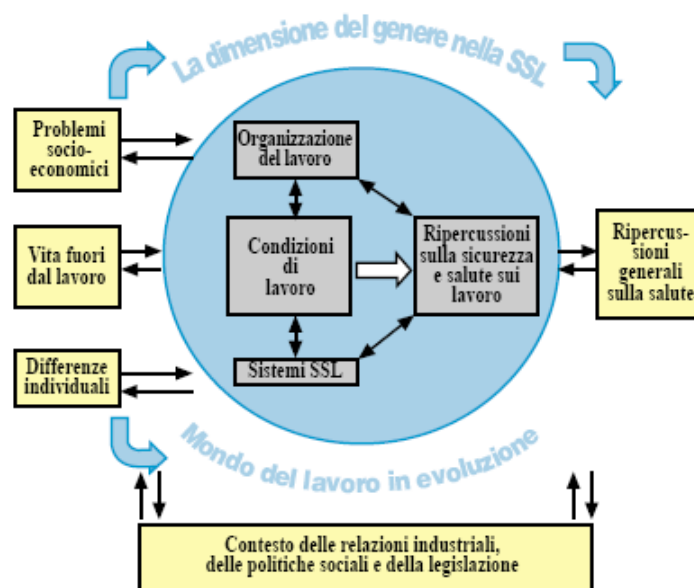 La dimensione del genere nella SSL
Problemi
socio-
economici
Organizzazione
del lavoro
Vita fuori
dal lavoro
Condizioni
di
lavoro
Ripercussioni
sulla sicurezza
e salute sui
lavoro
Ripercus-
sioni
generali
sulla salute
Differenze
individuali
Sistemi SSL
Mondo del lavoro in evoluzione
Contesto delle relazioni industriali,
delle politiche sociali e della legislazione